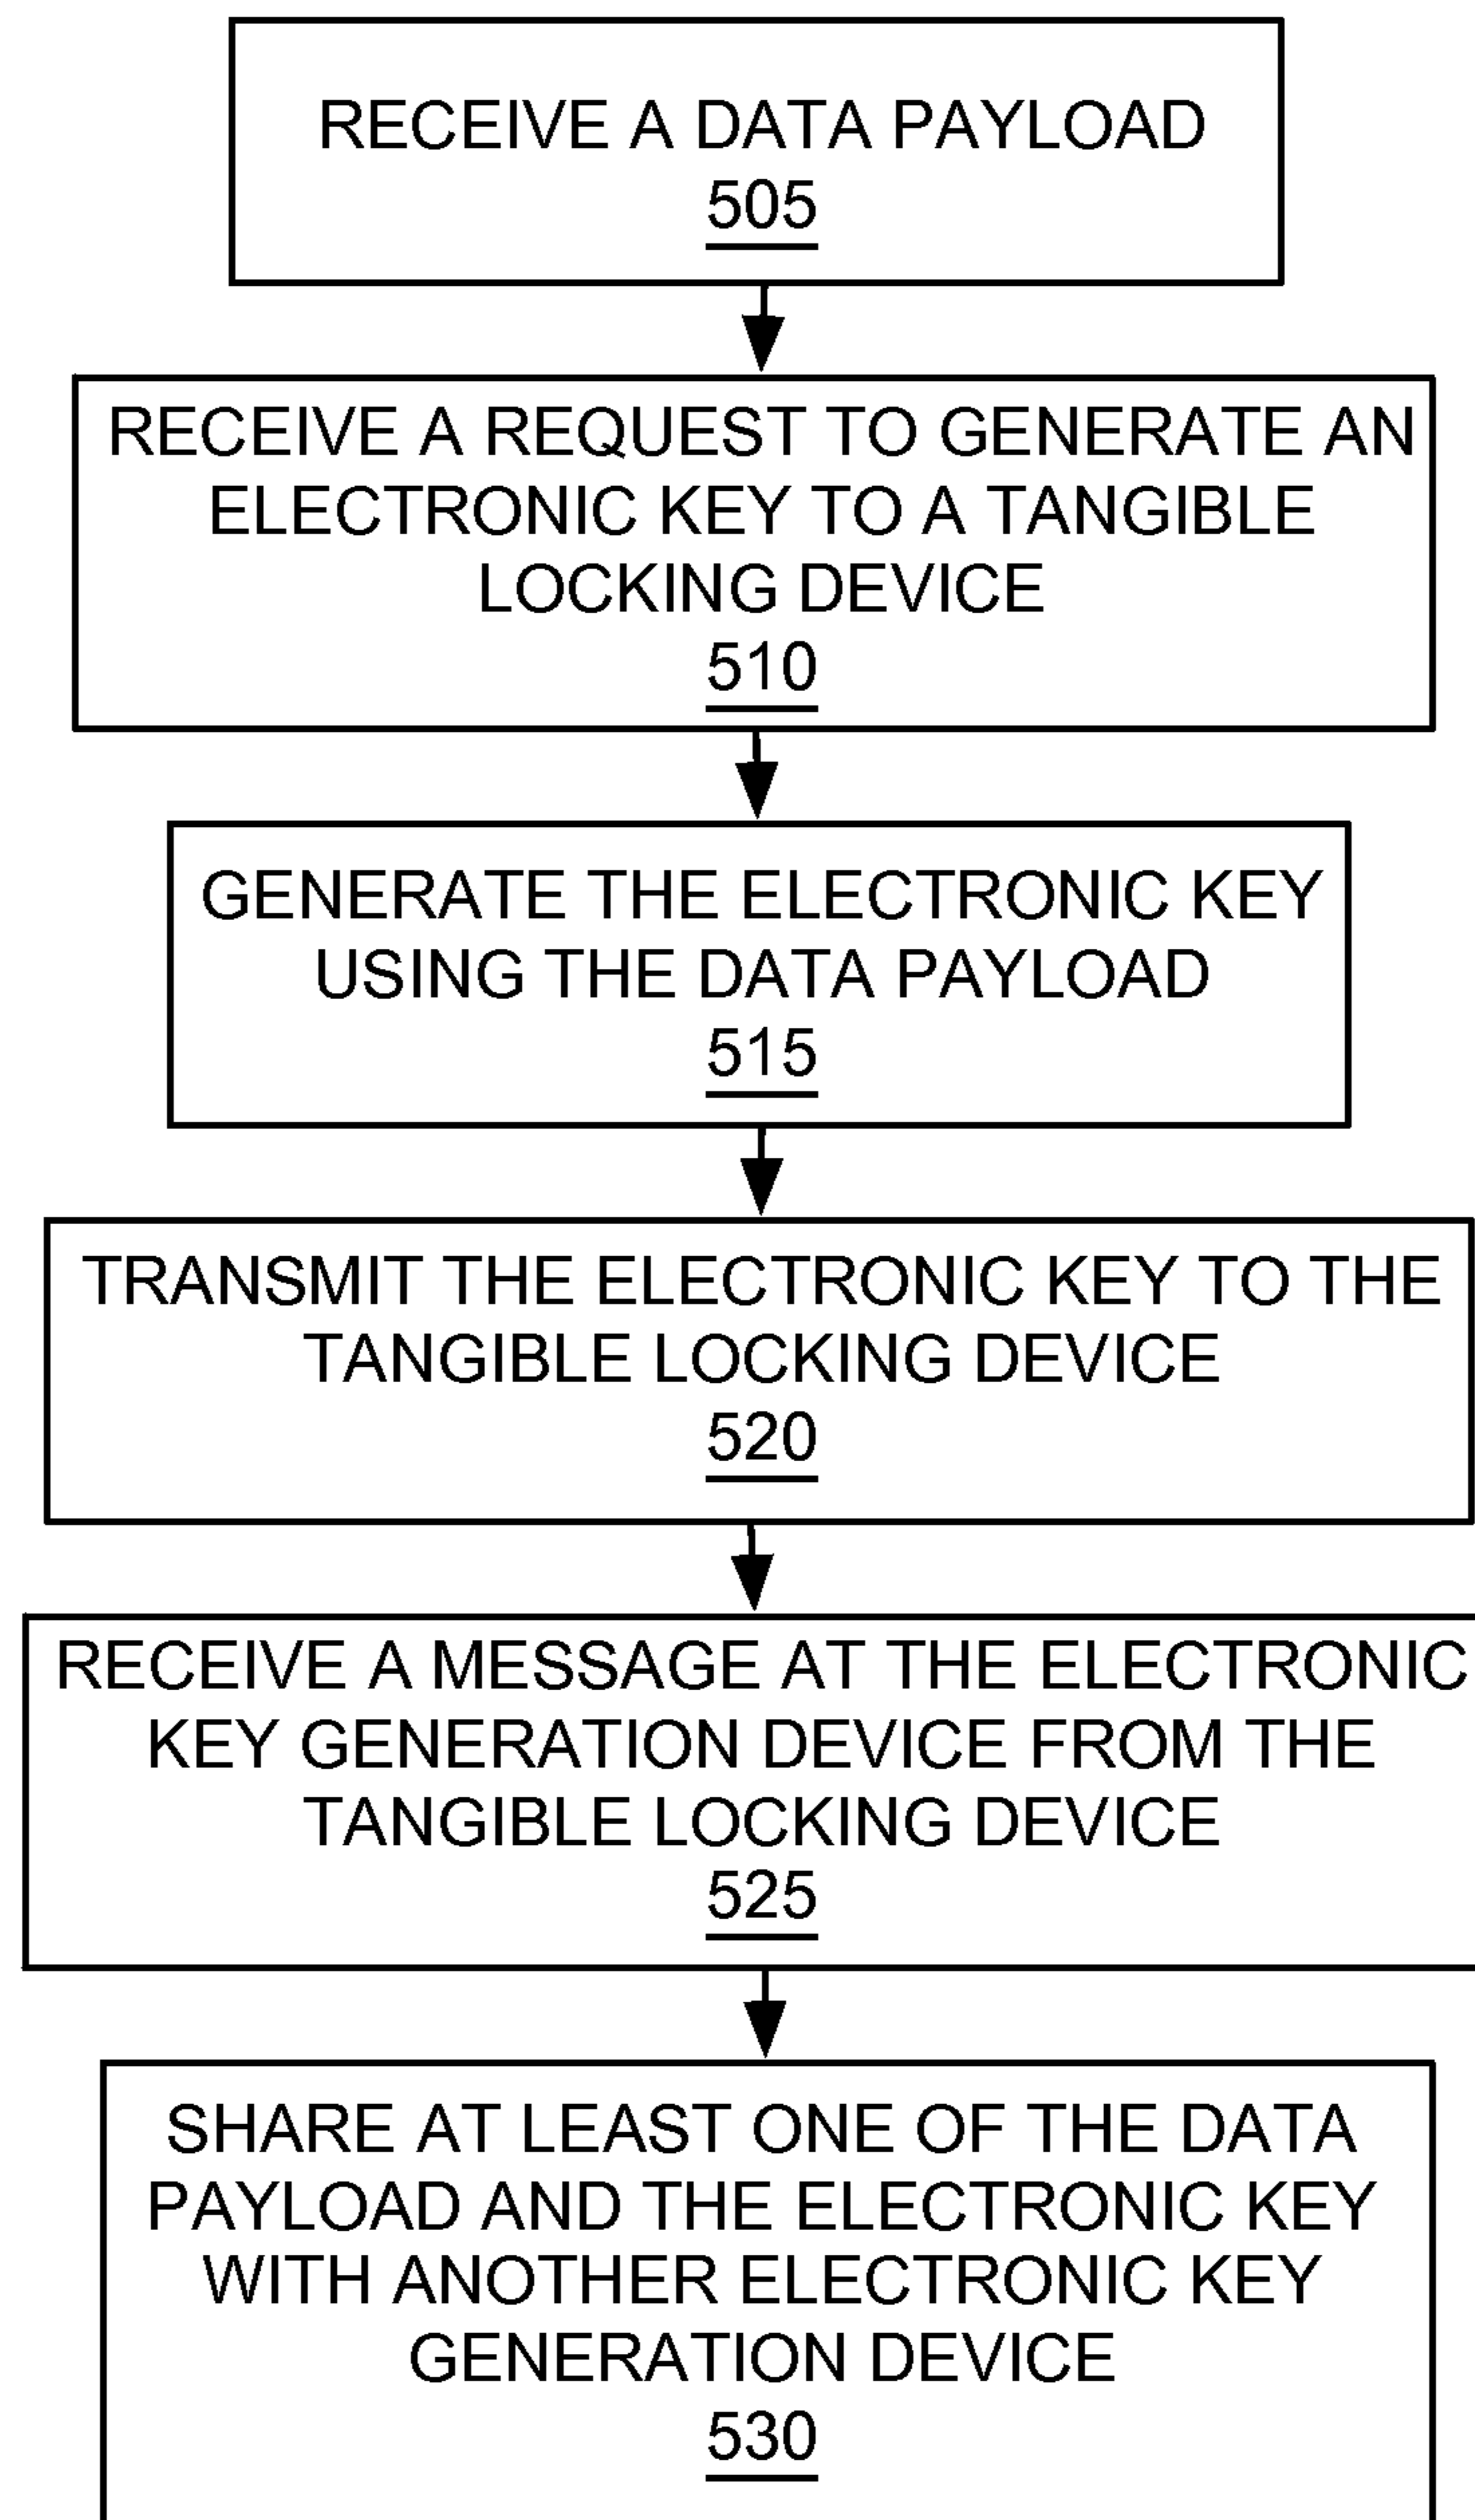 RECEIVE A DATA PAYLOAD
505
RECEIVE A REQUEST TO GENERATE AN
ELECTRONIC KEY TO A TANGIBLE
LOCKING DEVICE
510
GENERATE THE ELECTRONIC KEY
USING THE DATA PAYLOAD
515
TRANSMIT THE ELECTRONIC KEY TO THE
TANGIBLE LOCKING DEVICE
520
RECEIVE A MESSAGE AT THE ELECTRONIC
KEY GENERATION DEVICE FROM THE
TANGIBLE LOCKING DEVICE
525
SHARE AT LEAST ONE OF THE DATA
PAYLOAD AND THE ELECTRONIC KEY
WITH ANOTHER ELECTRONIC KEY
GENERATION DEVICE
530